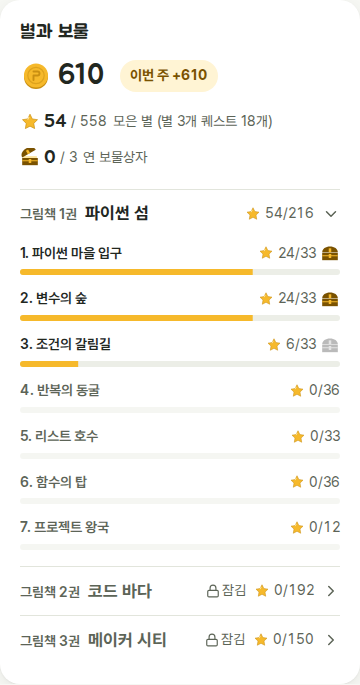 별과 보물
610 이번 주 +610
54 / 558 모은 별 (별 3개 퀘스트 18개)
0 / 3 연 보물상자
그림책 1권 파이썬 섬 54/216
1. 파이썬 마을 입구 24/33
2. 변수의 숲 24/33
3. 조건의 갈림길 6/33
4. 반복의 동굴 0/36
5. 리스트 호수 0/33
6. 함수의 탑 0/36
7. 프로젝트 왕국 0/12
그림책 2권 코드 바다 잠김 0/192
그림책 3권 메이커 시티 잠김 0/150